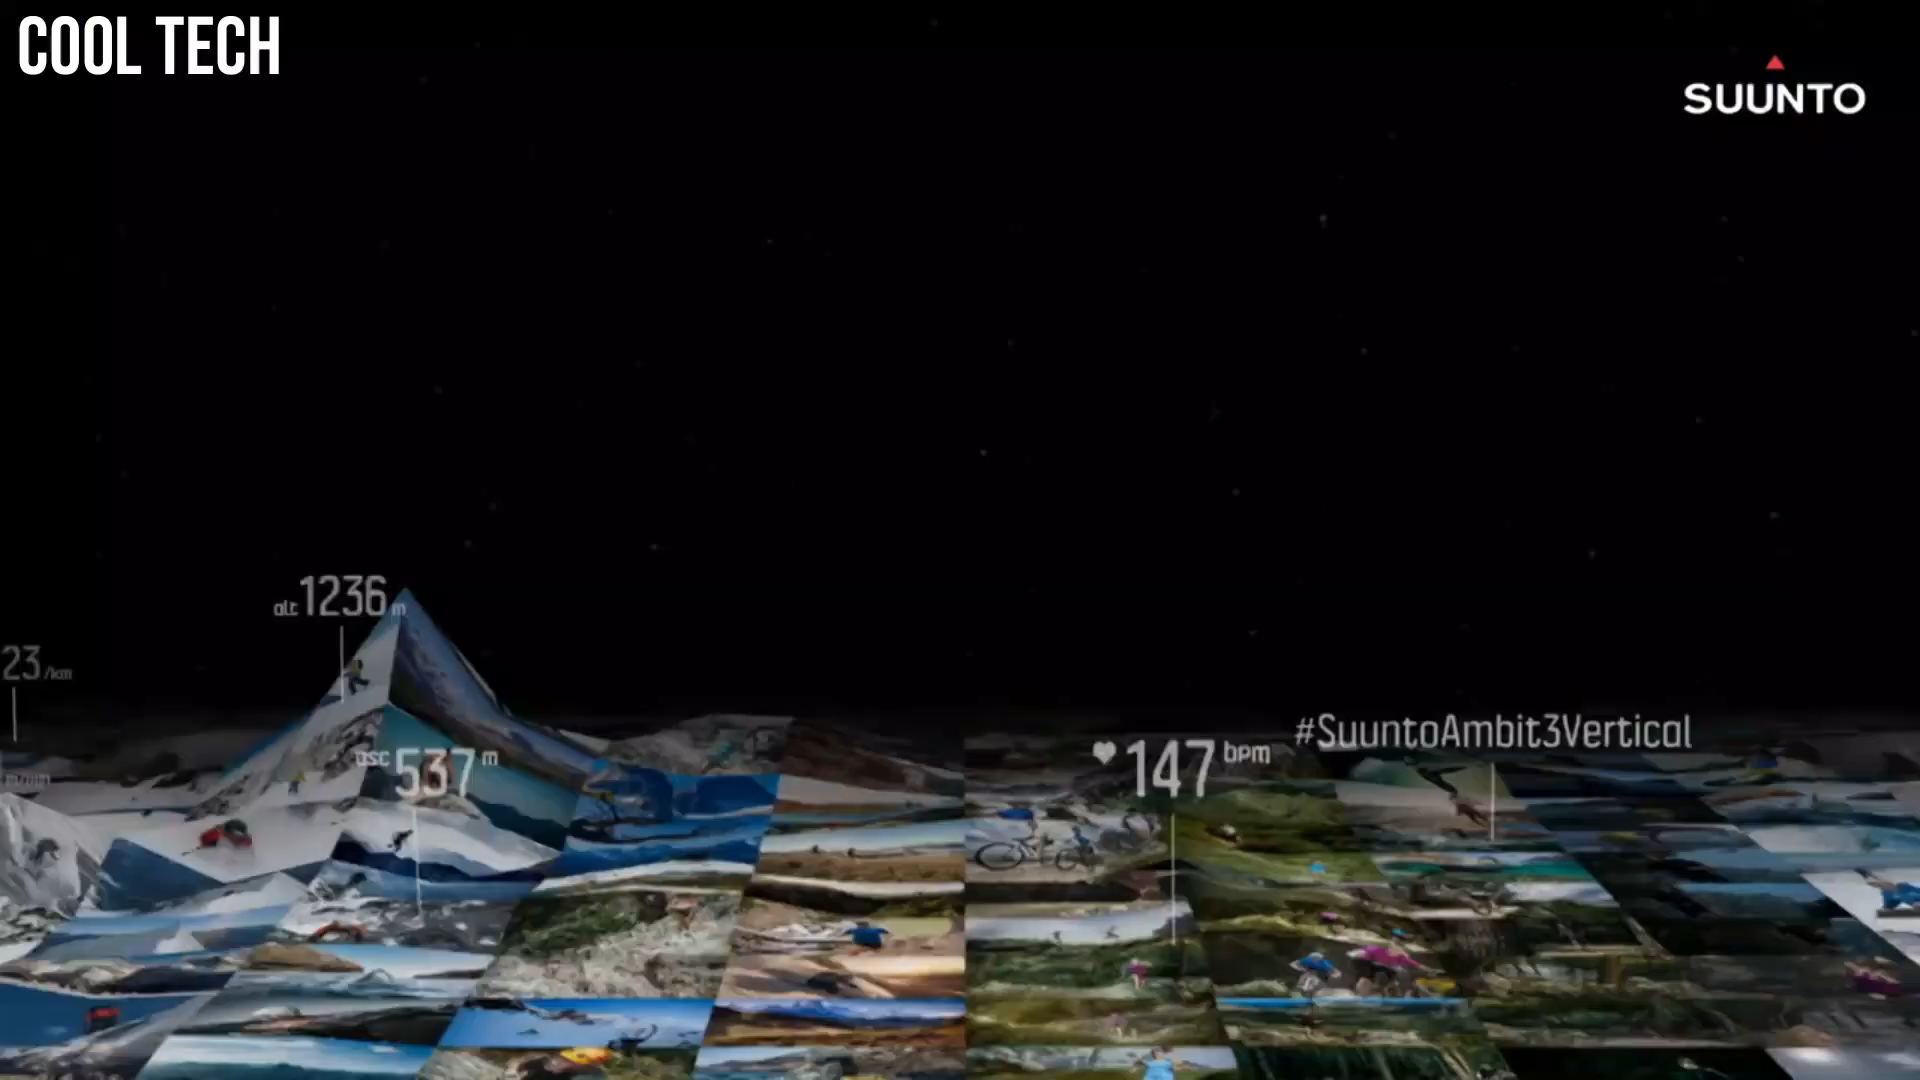 COOL TECH
SUUNTO
alt 1236 m
23 /km
asc 537 m
147 bpm
#SuuntoAmbit3Vertical